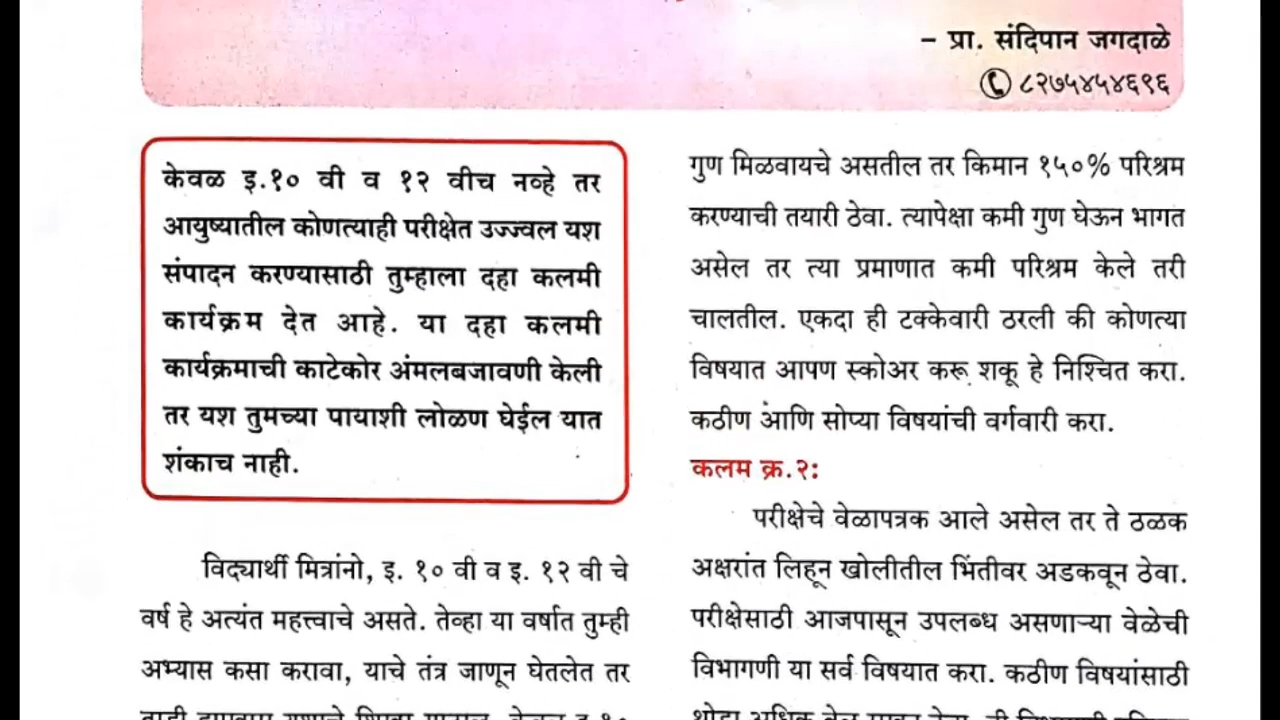 – प्रा. संदिपान जगदाळे
८२७५४५४६९६
केवळ इ.१० वी व १२ वीच नव्हे तर
आयुष्यातील कोणत्याही परीक्षेत उज्ज्वल यश
संपादन करण्यासाठी तुम्हाला दहा कलमी
कार्यक्रम देत आहे. या दहा कलमी
कार्यक्रमाची काटेकोर अंमलबजावणी केली
तर यश तुमच्या पायाशी लोळण घेईल यात
शंकाच नाही.
विद्यार्थी मित्रांनो, इ. १० वी व इ. १२ वी चे
वर्ष हे अत्यंत महत्त्वाचे असते. तेव्हा या वर्षात तुम्ही
अभ्यास कसा करावा, याचे तंत्र जाणून घेतलेत तर
गुण मिळवायचे असतील तर किमान १५०% परिश्रम
करण्याची तयारी ठेवा. त्यापेक्षा कमी गुण घेऊन भागत
असेल तर त्या प्रमाणात कमी परिश्रम केले तरी
चालतील. एकदा ही टक्केवारी ठरली की कोणत्या
विषयात आपण स्कोअर करू शकू हे निश्चित करा.
कठीण आणि सोप्या विषयांची वर्गवारी करा.
कलम क्र.२:
परीक्षेचे वेळापत्रक आले असेल तर ते ठळक
अक्षरांत लिहून खोलीतील भिंतीवर अडकवून ठेवा.
परीक्षेसाठी आजपासून उपलब्ध असणाऱ्या वेळेची
विभागणी या सर्व विषयात करा. कठीण विषयांसाठी